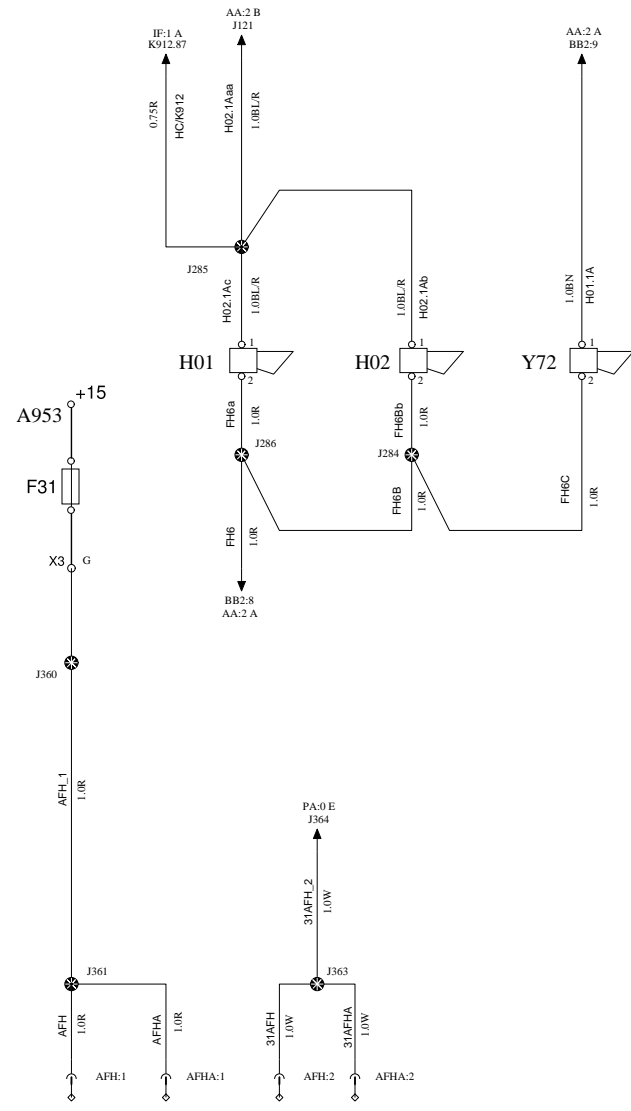 AA:2 B
J121
IF:1 A
K912.87
AA:2 A
BB2:9
0.75R
HC/K912
H02.1Aaa
1.0BL/R
J285
H02.1Ac
1.0BL/R
1.0BL/R
H02.1Ab
1.0BN
H01.1A
1
1
1
H01
H02
Y72
2
2
2
+15
A953
FH6a
1.0R
FH6Bb
1.0R
J286
J284
F31
FH6
1.0R
FH6B
1.0R
FH6C
1.0R
X3
G
BB2:8
AA:2 A
J360
AFH_1
1.0R
PA:0 E
J364
31AFH_2
1.0W
J361
J363
AFH
1.0R
AFHA
1.0R
31AFH
1.0W
31AFHA
1.0W
AFH:1
AFHA:1
AFH:2
AFHA:2